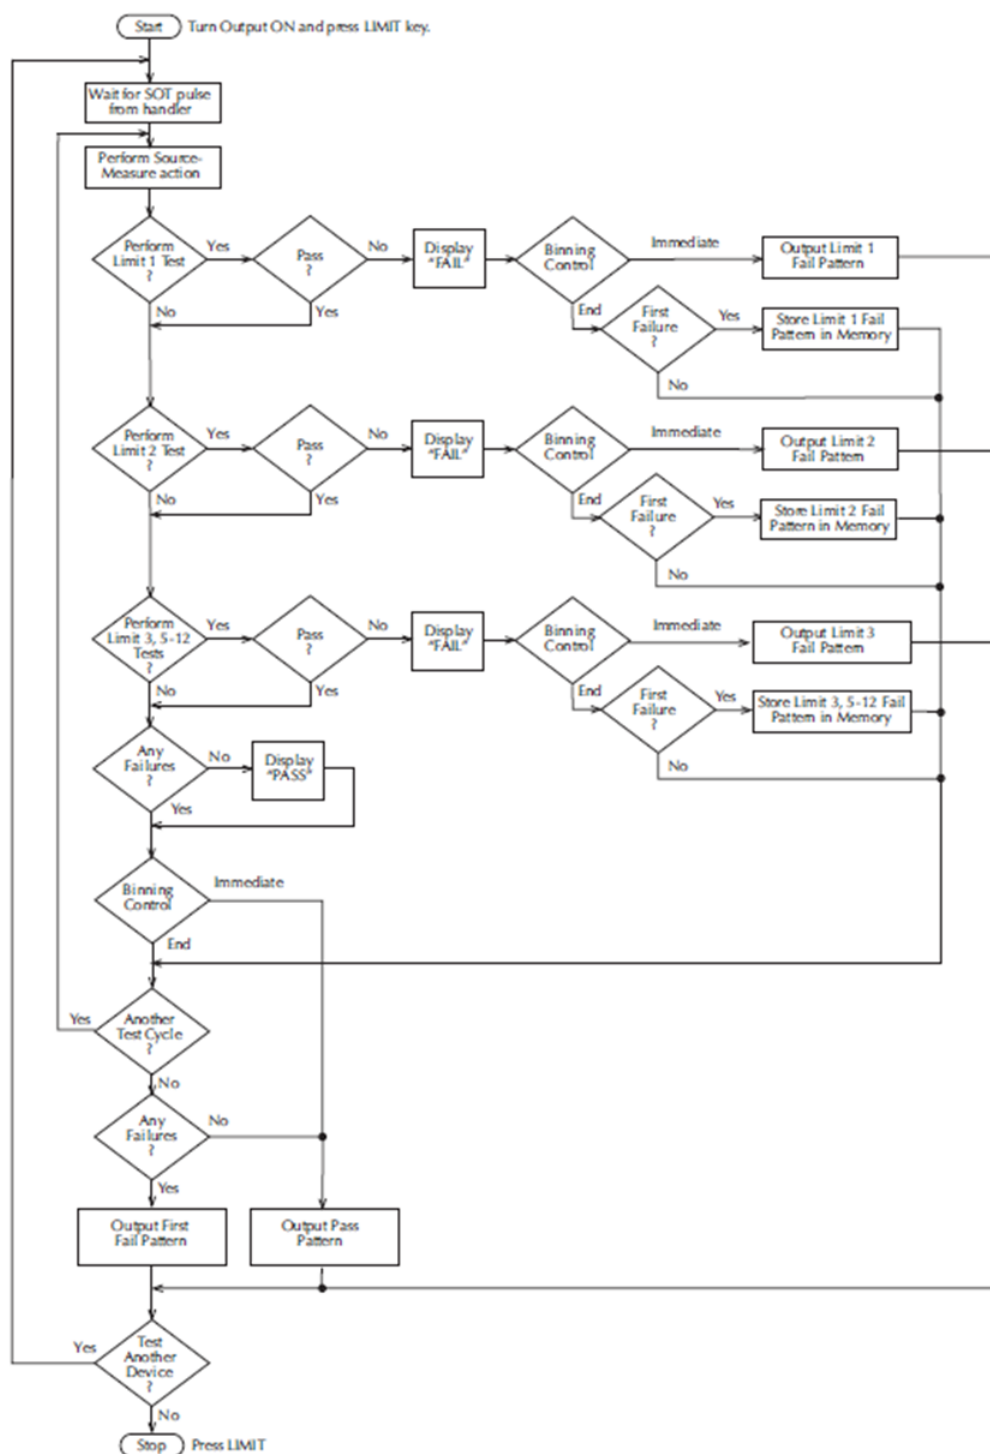 Start
Turn Output ON and press LIMIT key.
Wait for SOT pulse
from handler
Perform Source-
Measure action
Perform
Limit 1 Test
?
Yes
No
Pass
?
No
Yes
Display
"FAIL"
Binning
Control
Immediate
Output Limit 1
Fail Pattern
End
First
Failure
?
Yes
No
Store Limit 1 Fail
Pattern in Memory
Perform
Limit 2 Test
?
Yes
No
Pass
?
No
Yes
Display
"FAIL"
Binning
Control
Immediate
Output Limit 2
Fail Pattern
End
First
Failure
?
Yes
No
Store Limit 2 Fail
Pattern in Memory
Perform
Limit 3, 5-12
Tests
?
Yes
No
Pass
?
No
Yes
Display
"FAIL"
Binning
Control
Immediate
Output Limit 3
Fail Pattern
End
First
Failure
?
Yes
No
Store Limit 3, 5-12 Fail
Pattern in Memory
Any
Failures
?
No
Yes
Display
"PASS"
Binning
Control
Immediate
End
Another
Test Cycle
?
Yes
No
Any
Failures
?
No
Yes
Output First
Fail Pattern
Output Pass
Pattern
Test
Another
Device
?
Yes
No
Stop
Press LIMIT